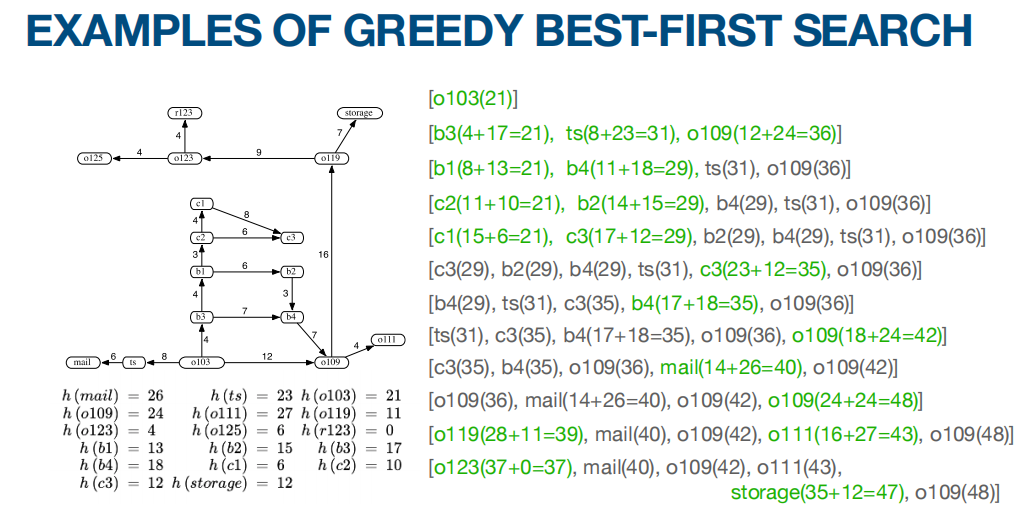 EXAMPLES OF GREEDY BEST-FIRST SEARCH
r123
storage
4
7
o125
4
o123
9
o119
c1
8
4
c2
6
c3
3
16
b1
6
b2
4
3
b3
7
b4
4
7
o111
4
mail
6
ts
8
o103
12
o109
h(mail) = 26 h(ts) = 23 h(o103) = 21
h(o109) = 24 h(o111) = 27 h(o119) = 11
h(o123) = 4 h(o125) = 6 h(r123) = 0
h(b1) = 13 h(b2) = 15 h(b3) = 17
h(b4) = 18 h(c1) = 6 h(c2) = 10
h(c3) = 12 h(storage) = 12
[o103(21)]
[b3(4+17=21), ts(8+23=31), o109(12+24=36)]
[b1(8+13=21), b4(11+18=29), ts(31), o109(36)]
[c2(11+10=21), b2(14+15=29), b4(29), ts(31), o109(36)]
[c1(15+6=21), c3(17+12=29), b2(29), b4(29), ts(31), o109(36)]
[c3(29), b2(29), b4(29), ts(31), c3(23+12=35), o109(36)]
[b4(29), ts(31), c3(35), b4(17+18=35), o109(36)]
[ts(31), c3(35), b4(17+18=35), o109(36), o109(18+24=42)]
[c3(35), b4(35), o109(36), mail(14+26=40), o109(42)]
[o109(36), mail(14+26=40), o109(42), o109(24+24=48)]
[o119(28+11=39), mail(40), o109(42), o111(16+27=43), o109(48)]
[o123(37+0=37), mail(40), o109(42), o111(43),
storage(35+12=47), o109(48)]